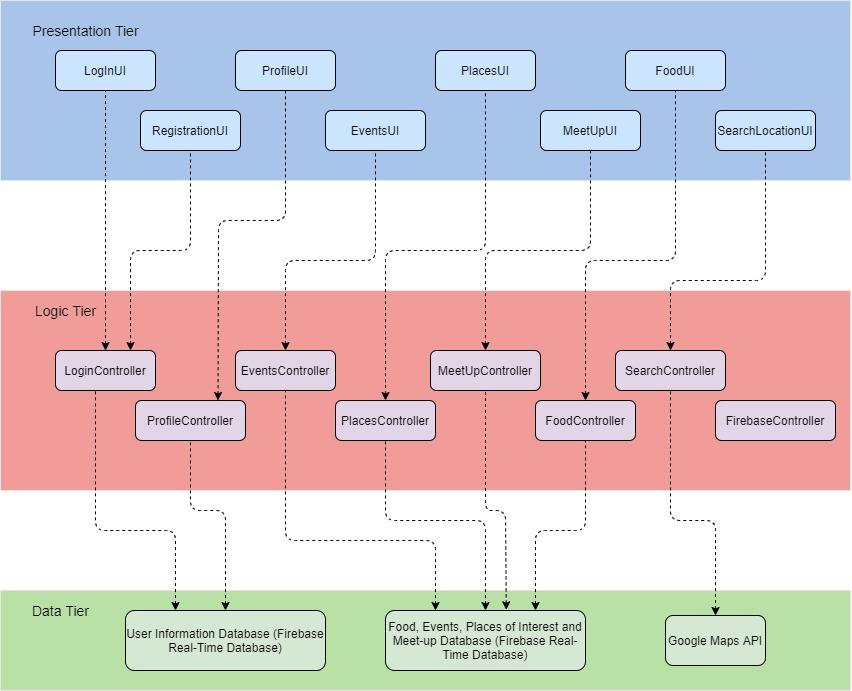 Presentation Tier
LogInUI
ProfileUI
PlacesUI
FoodUI
RegistrationUI
EventsUI
MeetUpUI
SearchLocationUI
Logic Tier
LoginController
EventsController
MeetUpController
SearchController
ProfileController
PlacesController
FoodController
FirebaseController
Data Tier
User Information Database (Firebase
Real-Time Database)
Food, Events, Places of Interest and
Meet-up Database (Firebase Real-
Time Database)
Google Maps API